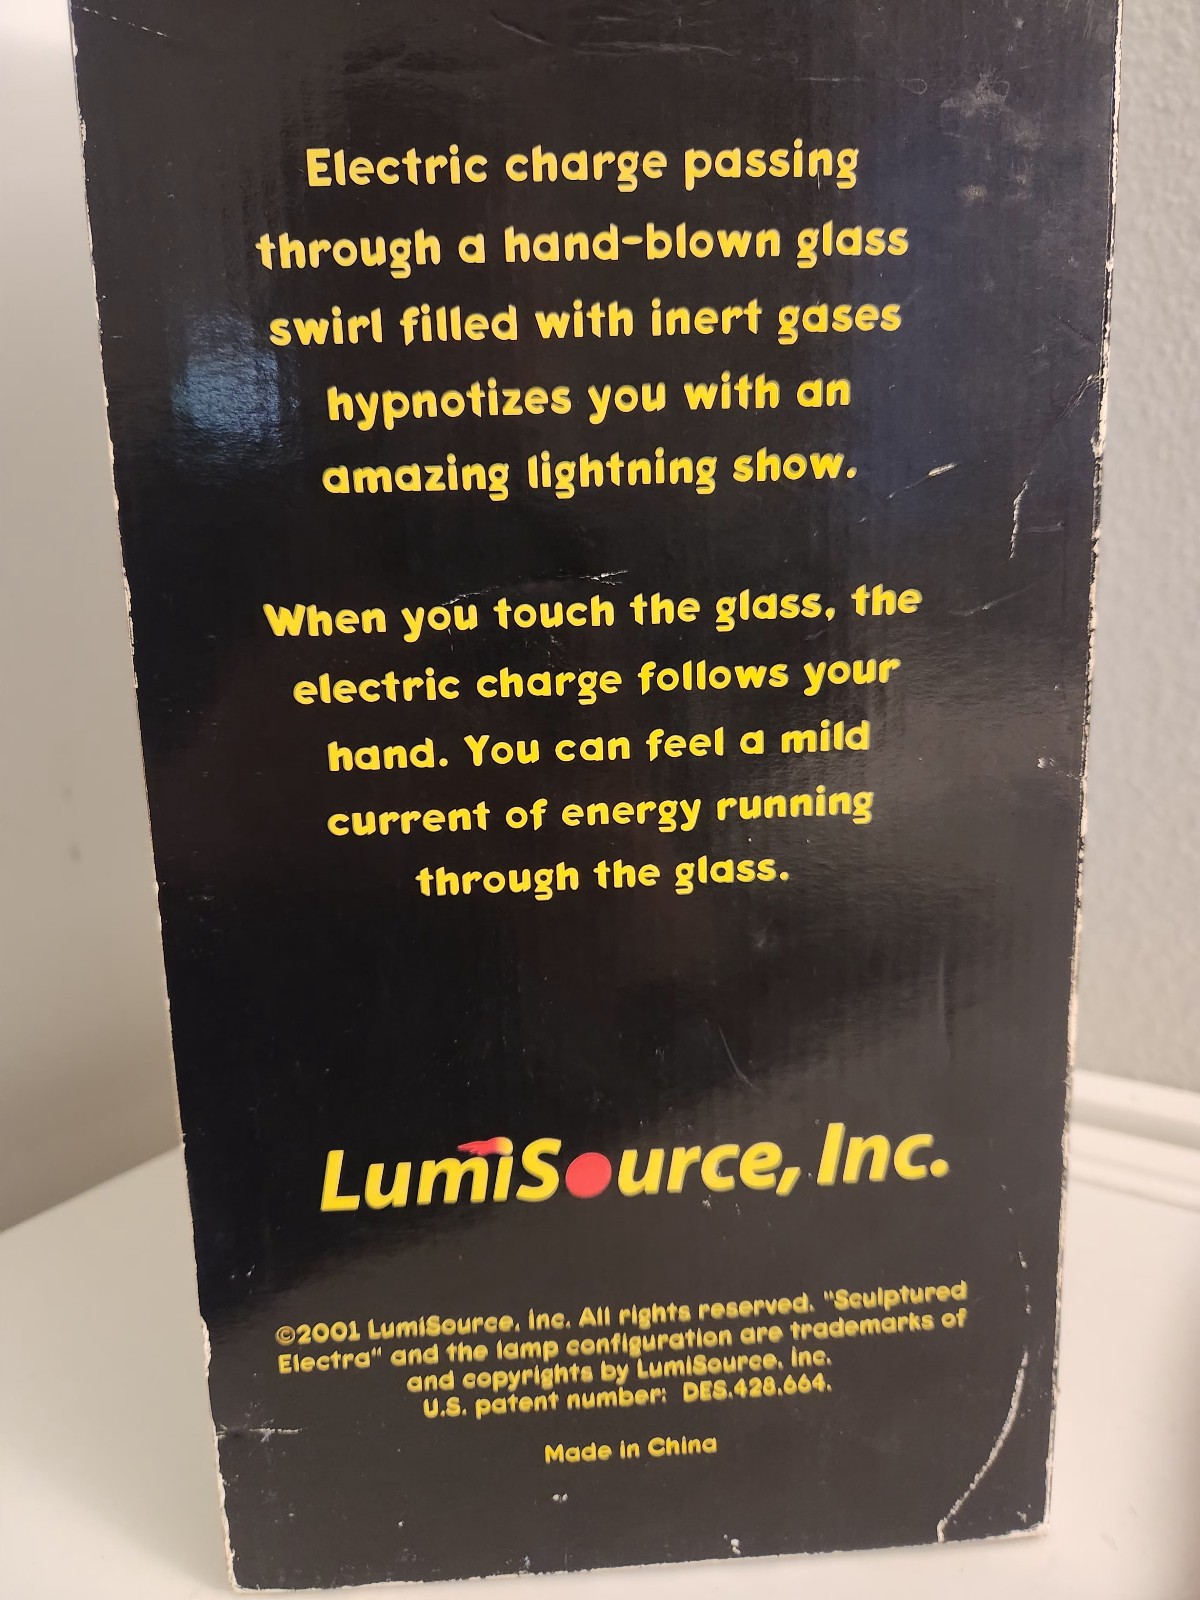 Electric charge passing
through a hand-blown glass
swirl filled with inert gases
hypnotizes you with an
amazing lightning show.
When you touch the glass, the
electric charge follows your
hand. You can feel a mild
current of energy running
through the glass.
LumiSource, Inc.
©2001 LumiSource, Inc. All rights reserved. "Sculptured
Electra" and the lamp configuration are trademarks of
and copyrights by LumiSource, Inc.
U.S. patent number: DES.428,664.
Made in China